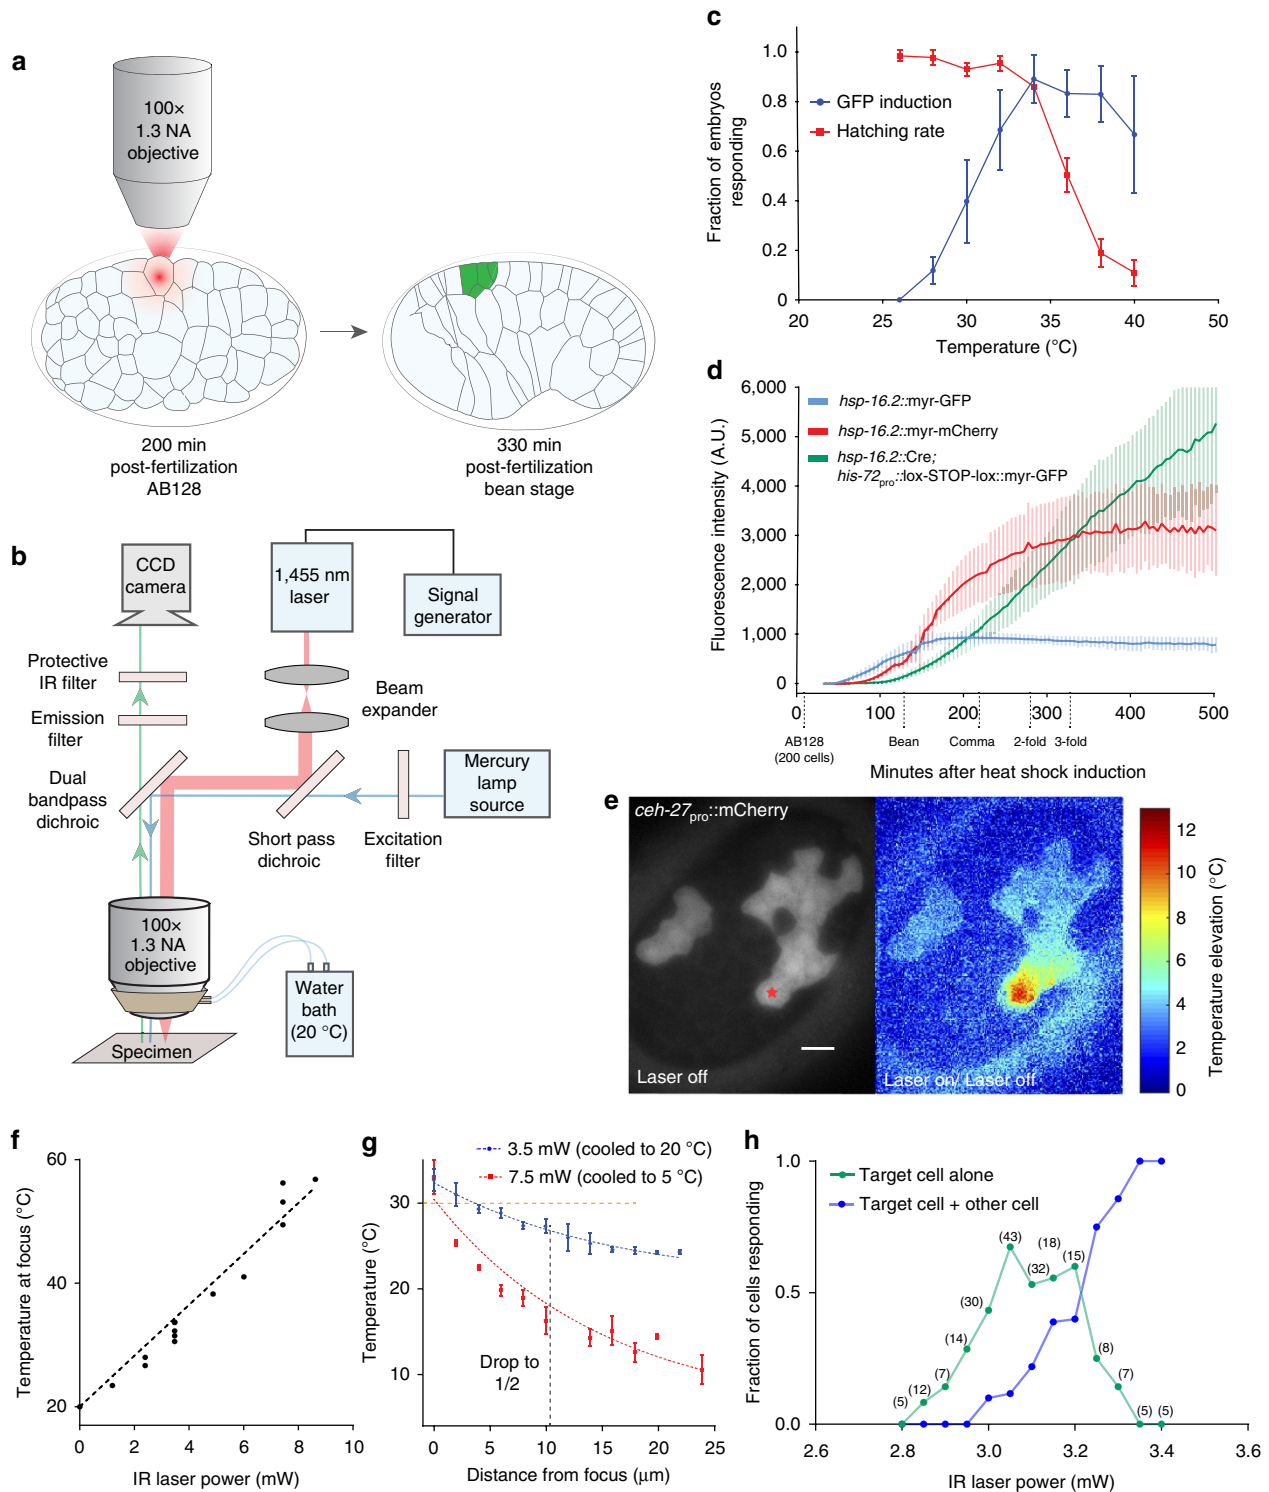 a
100×
1.3 NA
objective
200 min
post-fertilization
AB128
330 min
post-fertilization
bean stage
b
CCD
camera
1,455 nm
laser
Signal
generator
Protective
IR filter
Emission
filter
Beam
expander
Dual
bandpass
dichroic
Mercury
lamp
source
Short pass
dichroic
Excitation
filter
100×
1.3 NA
objective
Water
bath
(20 °C)
Specimen
c
Fraction of embryos
responding
1.0
0.8
0.6
0.4
0.2
0
GFP induction
Hatching rate
20 25 30 35 40 45 50
Temperature (°C)
d
Fluorescence intensity (A.U.)
6,000
5,000
4,000
3,000
2,000
1,000
0
hsp-16.2::myr-GFP
hsp-16.2::myr-mCherry
hsp-16.2::Cre;
his-72pro::lox-STOP-lox::myr-GFP
0 100 200 300 400 500
AB128
(200 cells)
Bean Comma 2-fold 3-fold
Minutes after heat shock induction
e
ceh-27pro::mCherry
Laser off
Laser on/ Laser off
12
10
8
6
4
2
0
Temperature elevation (°C)
f
Temperature at focus (°C)
60
40
20
0 2 4 6 8 10
IR laser power (mW)
g
3.5 mW (cooled to 20 °C)
7.5 mW (cooled to 5 °C)
Temperature (°C)
30
20
10
Drop to
1/2
0 5 10 15 20 25
Distance from focus (μm)
h
Fraction of cells responding
1.0
0.5
0.0
Target cell alone
Target cell + other cell
(5) (12) (7) (14) (30) (43) (32) (18) (15) (8) (7) (5) (5)
2.6 2.8 3.0 3.2 3.4 3.6
IR laser power (mW)